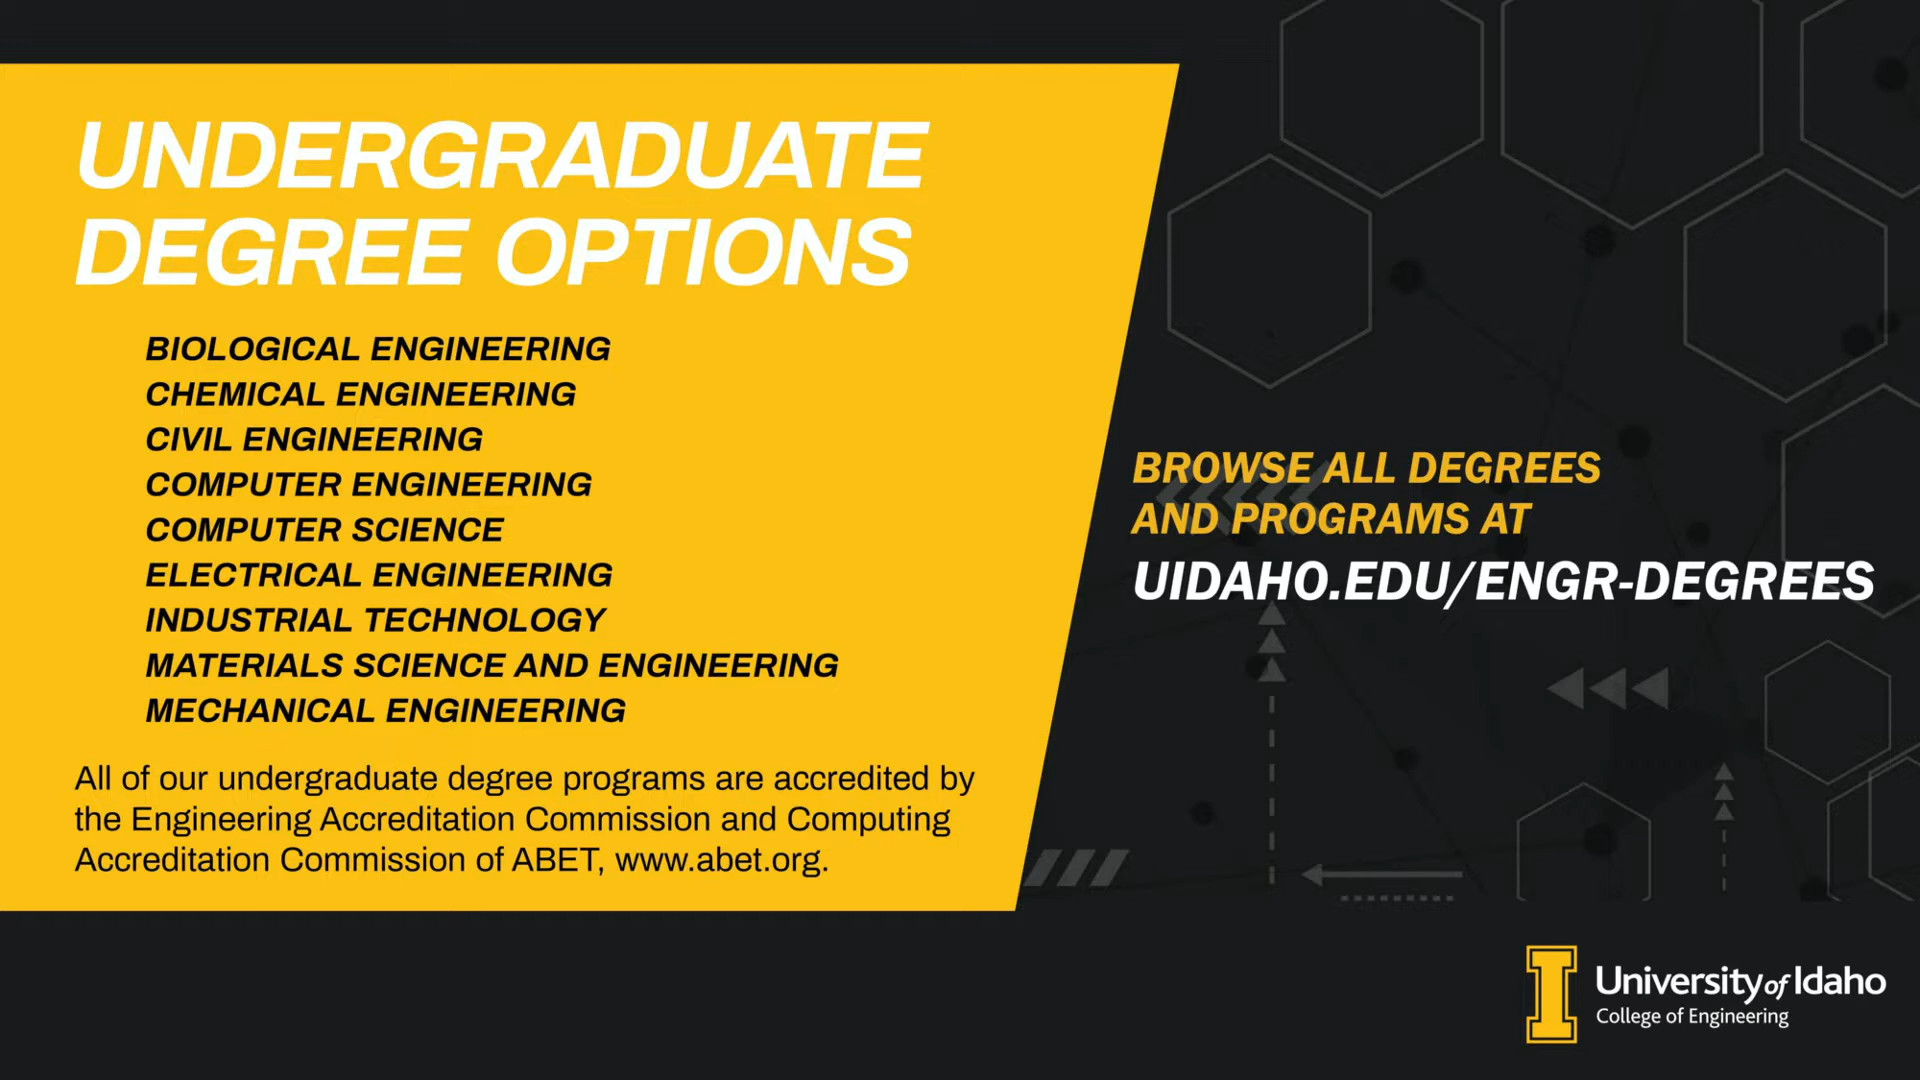 UNDERGRADUATE
DEGREE OPTIONS
BIOLOGICAL ENGINEERING
CHEMICAL ENGINEERING
CIVIL ENGINEERING
COMPUTER ENGINEERING
COMPUTER SCIENCE
ELECTRICAL ENGINEERING
INDUSTRIAL TECHNOLOGY
MATERIALS SCIENCE AND ENGINEERING
MECHANICAL ENGINEERING
All of our undergraduate degree programs are accredited by
the Engineering Accreditation Commission and Computing
Accreditation Commission of ABET, www.abet.org.
BROWSE ALL DEGREES
AND PROGRAMS AT
UIDAHO.EDU/ENGR-DEGREES
I
University of Idaho
College of Engineering